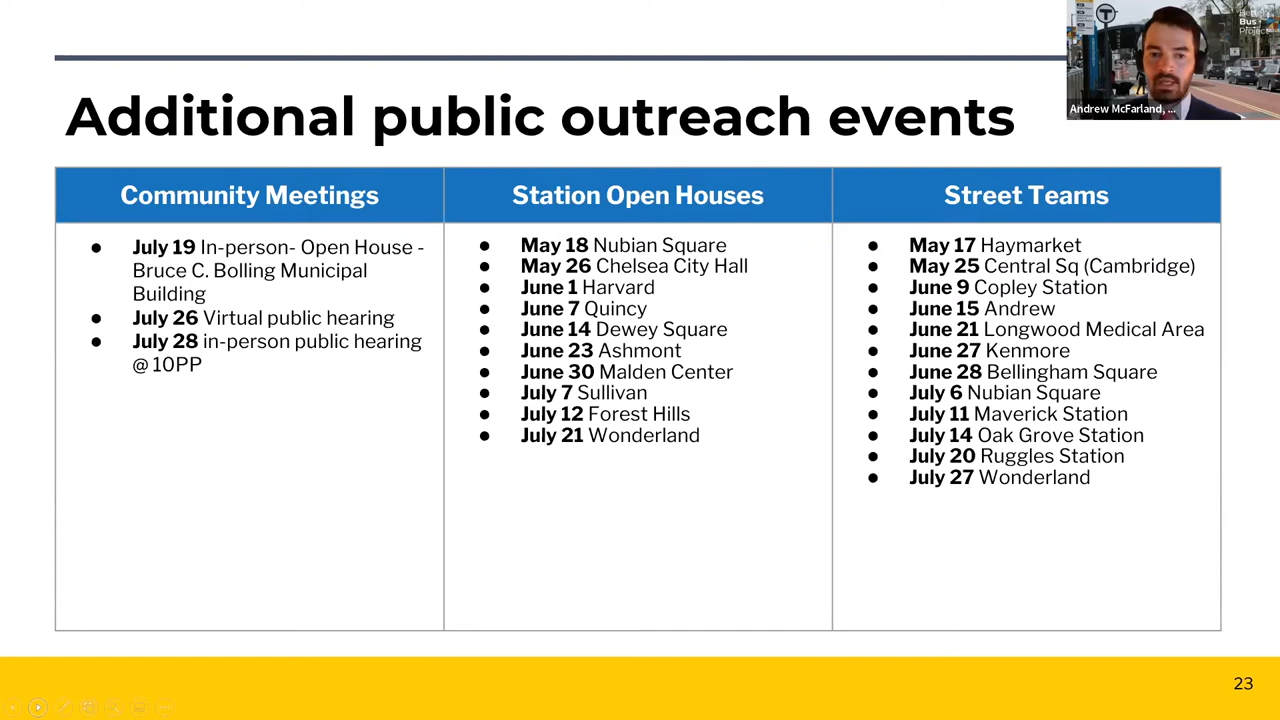 Additional public outreach events
Andrew McFarland, ...
Bus
Project
Community Meetings
Station Open Houses
Street Teams
● July 19 In-person- Open House -
Bruce C. Bolling Municipal
Building
● July 26 Virtual public hearing
● July 28 in-person public hearing
@ 10PP
● May 18 Nubian Square
● May 26 Chelsea City Hall
● June 1 Harvard
● June 7 Quincy
● June 14 Dewey Square
● June 23 Ashmont
● June 30 Malden Center
● July 7 Sullivan
● July 12 Forest Hills
● July 21 Wonderland
● May 17 Haymarket
● May 25 Central Sq (Cambridge)
● June 9 Copley Station
● June 15 Andrew
● June 21 Longwood Medical Area
● June 27 Kenmore
● June 28 Bellingham Square
● July 6 Nubian Square
● July 11 Maverick Station
● July 14 Oak Grove Station
● July 20 Ruggles Station
● July 27 Wonderland
23